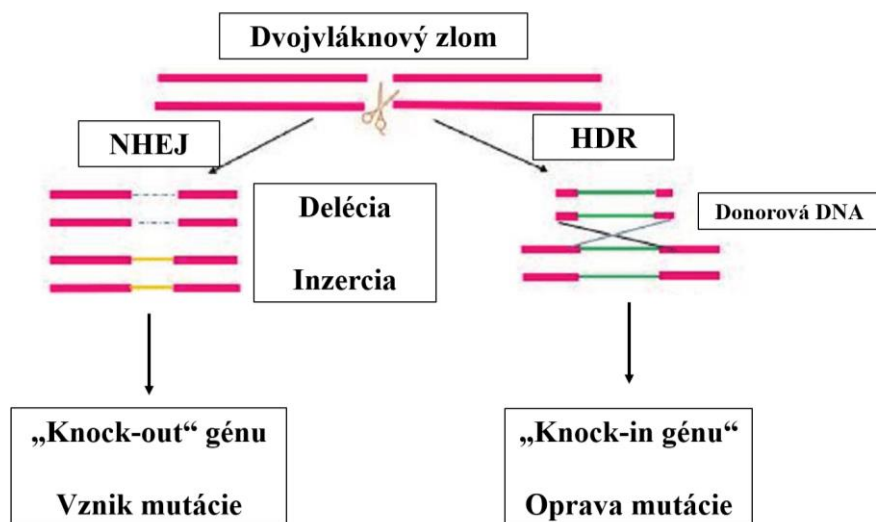 Dvojvláknový zlom
NHEJ
HDR
Delécia
Inzercia
Donorová DNA
„Knock-out“ génu
Vznik mutácie
„Knock-in génu“
Oprava mutácie